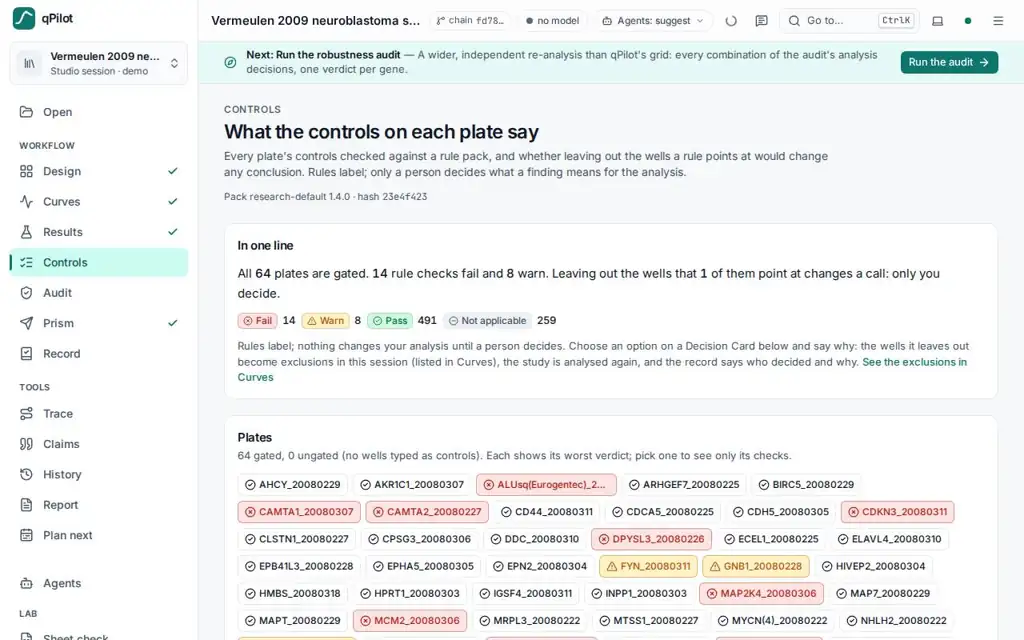 qPilot
Vermeulen 2009 neuroblastoma s...
chain fd78…
no model
Agents: suggest
Go to...
CtrlK
Vermeulen 2009 ne...
Studio session · demo
Next: Run the robustness audit — A wider, independent re-analysis than qPilot's grid: every combination of the audit's analysis
decisions, one verdict per gene.
Run the audit
Open
WORKFLOW
Design
Curves
Results
Controls
Audit
Prism
Record
TOOLS
Trace
Claims
History
Report
Plan next
Agents
LAB
Sheet check
CONTROLS
What the controls on each plate say
Every plate's controls checked against a rule pack, and whether leaving out the wells a rule points at would change
any conclusion. Rules label; only a person decides what a finding means for the analysis.
Pack research-default 1.4.0 · hash 23e4f423
In one line
All 64 plates are gated. 14 rule checks fail and 8 warn. Leaving out the wells that 1 of them point at changes a call: only you
decide.
Fail 14 Warn 8 Pass 491 Not applicable 259
Rules label; nothing changes your analysis until a person decides. Choose an option on a Decision Card below and say why: the wells it leaves out
become exclusions in this session (listed in Curves), the study is analysed again, and the record says who decided and why. See the exclusions in
Curves
Plates
64 gated, 0 ungated (no wells typed as controls). Each shows its worst verdict; pick one to see only its checks.
AHCY_20080229 AKR1C1_20080307 ALUsq(Eurogentec)_2... ARHGEF7_20080225 BIRC5_20080229
CAMTA1_20080307 CAMTA2_20080227 CD44_20080311 CDCA5_20080225 CDH5_20080305 CDKN3_20080311
CLSTN1_20080227 CPSG3_20080306 DDC_20080310 DPYSL3_20080226 ECEL1_20080225 ELAVL4_20080310
EPB41L3_20080228 EPHA5_20080305 EPN2_20080304 FYN_20080311 GNB1_20080228 HIVEP2_20080304
HMBS_20080318 HPRT1_20080303 IGSF4_20080311 INPP1_20080303 MAP2K4_20080306 MAP7_20080229
MAPT_20080229 MCM2_20080306 MRPL3_20080222 MTSS1_20080227 MYCN(4)_20080222 NHLH2_20080222